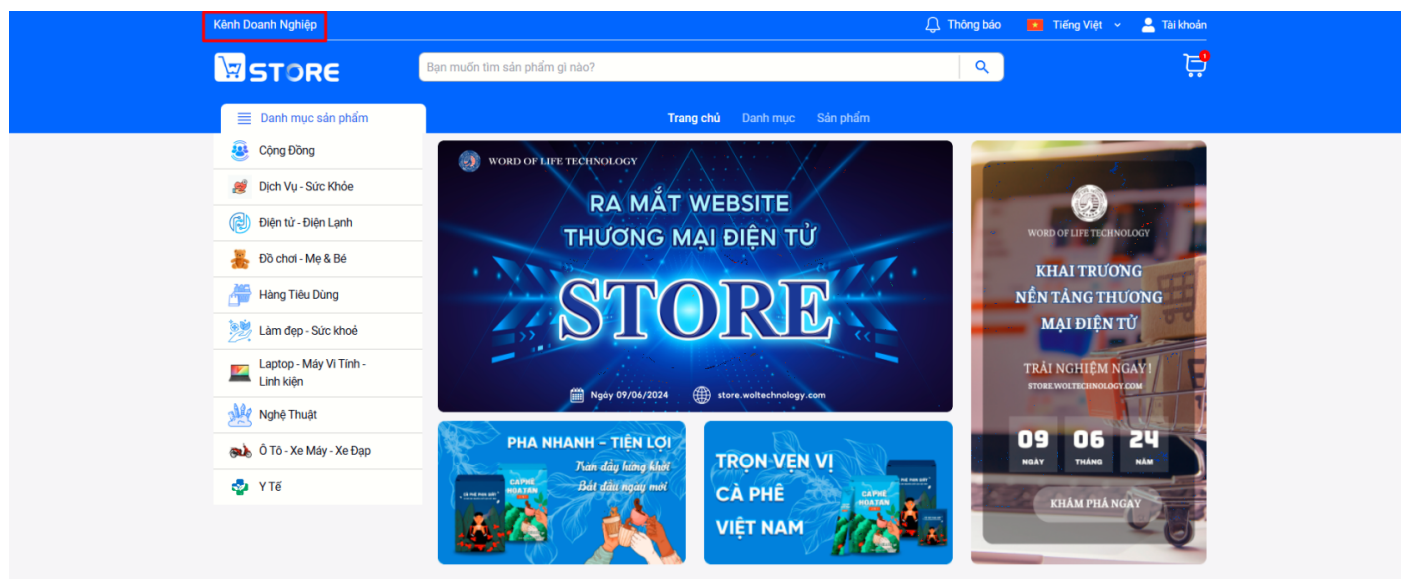 Kênh Doanh Nghiệp
Thông báo
Tiếng Việt
Tài khoản
STORE
Bạn muốn tìm sản phẩm gì nào?
1
Danh mục sản phẩm
Trang chủ
Danh mục
Sản phẩm
Cộng Đồng
Dịch Vụ - Sức Khỏe
Điện tử - Điện Lạnh
Đồ chơi - Mẹ & Bé
Hàng Tiêu Dùng
Làm đẹp - Sức khoẻ
Laptop - Máy Vi Tính -
Linh kiện
Nghệ Thuật
Ô Tô - Xe Máy - Xe Đạp
Y Tế
WORD OF LIFE TECHNOLOGY
RA MẮT WEBSITE
THƯƠNG MẠI ĐIỆN TỬ
STORE
Ngày 09/06/2024
store.woltechnology.com
PHA NHANH – TIỆN LỢI
Tràn đầy hứng khởi
Bắt đầu ngay mới
CAPHE
HOATAN
TRỌN VẸN VỊ
CÀ PHÊ
VIỆT NAM
CAPHE
HOATAN
WORD OF LIFE TECHNOLOGY
KHAI TRƯƠNG
NỀN TẢNG THƯƠNG
MẠI ĐIỆN TỬ
TRẢI NGHIỆM NGAY!
STORE.WOLTECHNOLOGY.COM
09 06 24
NGÀY THÁNG NĂM
KHÁM PHÁ NGAY